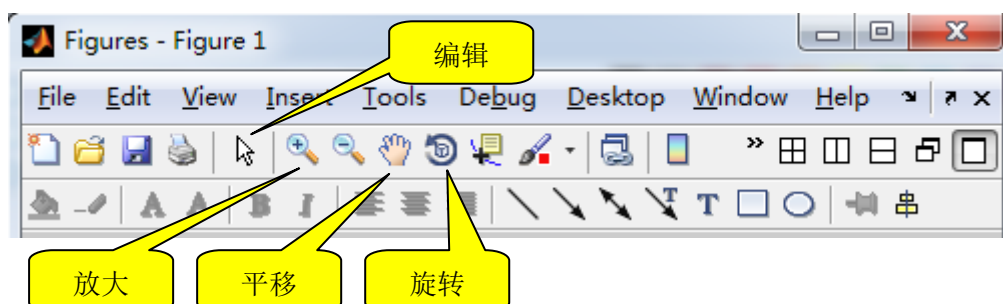 Figures - Figure 1
编辑
File Edit View Insert Tools Debug Desktop Window Help
A A B I T T
放大 平移 旋转